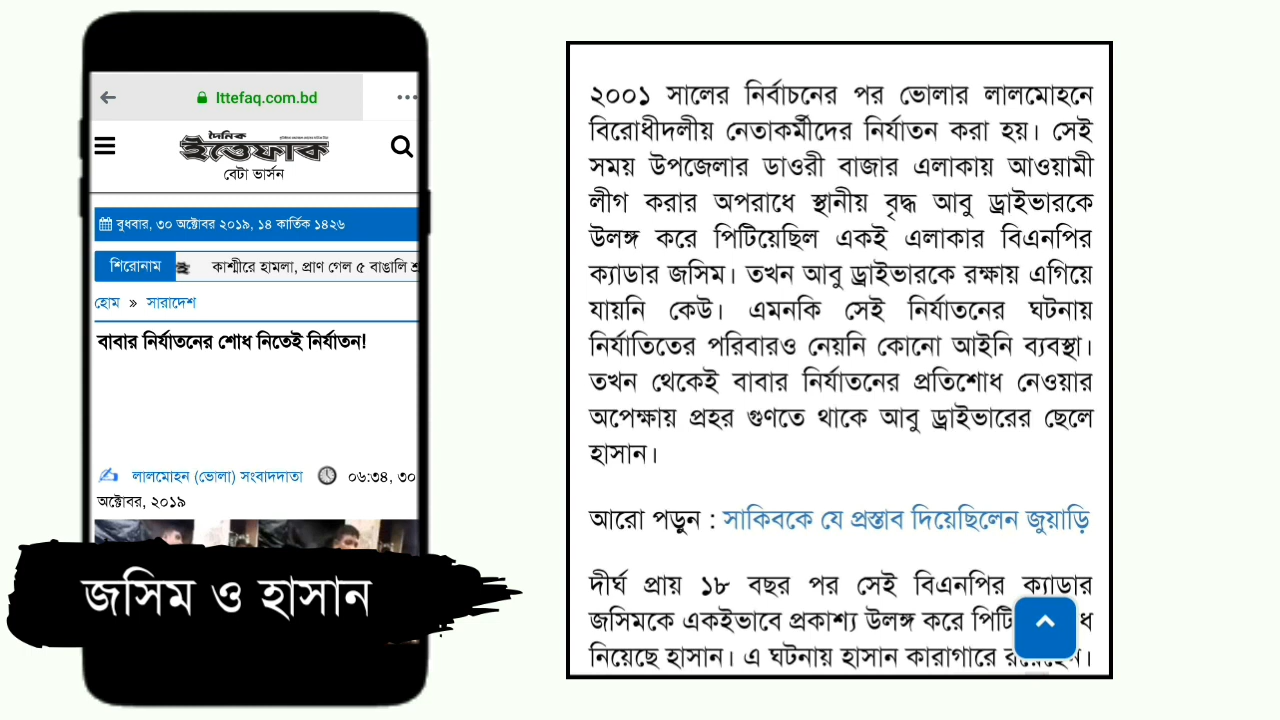 Ittefaq.com.bd
দৈনিক
ইত্তেফাক
বেটা ভার্সন
বুধবার, ৩০ অক্টোবর ২০১৯, ১৪ কার্তিক ১৪২৬
শিরোনাম
কাশ্মীরে হামলা, প্রাণ গেল ৫ বাঙালি
হোম » সারাদেশ
বাবার নির্যাতনের শোধ নিতেই নির্যাতন!
লালমোহন (ভোলা) সংবাদদাতা ০৬:৩৪, ৩০
অক্টোবর, ২০১৯
জসিম ও হাসান
২০০১ সালের নির্বাচনের পর ভোলার লালমোহনে
বিরোধীদলীয় নেতাকর্মীদের নির্যাতন করা হয়। সেই
সময় উপজেলার ডাওরী বাজার এলাকায় আওয়ামী
লীগ করার অপরাধে স্থানীয় বৃদ্ধ আবু ড্রাইভারকে
উলঙ্গ করে পিটিয়েছিল একই এলাকার বিএনপির
ক্যাডার জসিম। তখন আবু ড্রাইভারকে রক্ষায় এগিয়ে
যায়নি কেউ। এমনকি সেই নির্যাতনের ঘটনায়
নির্যাতিতের পরিবারও নেয়নি কোনো আইনি ব্যবস্থা।
তখন থেকেই বাবার নির্যাতনের প্রতিশোধ নেওয়ার
অপেক্ষায় প্রহর গুণতে থাকে আবু ড্রাইভারের ছেলে
হাসান।
আরো পড়ুন : সাকিবকে যে প্রস্তাব দিয়েছিলেন জুয়াড়ি
দীর্ঘ প্রায় ১৮ বছর পর সেই বিএনপির ক্যাডার
জসিমকে একইভাবে প্রকাশ্য উলঙ্গ করে
নিয়েছে হাসান। এ ঘটনায় হাসান কারাগারে